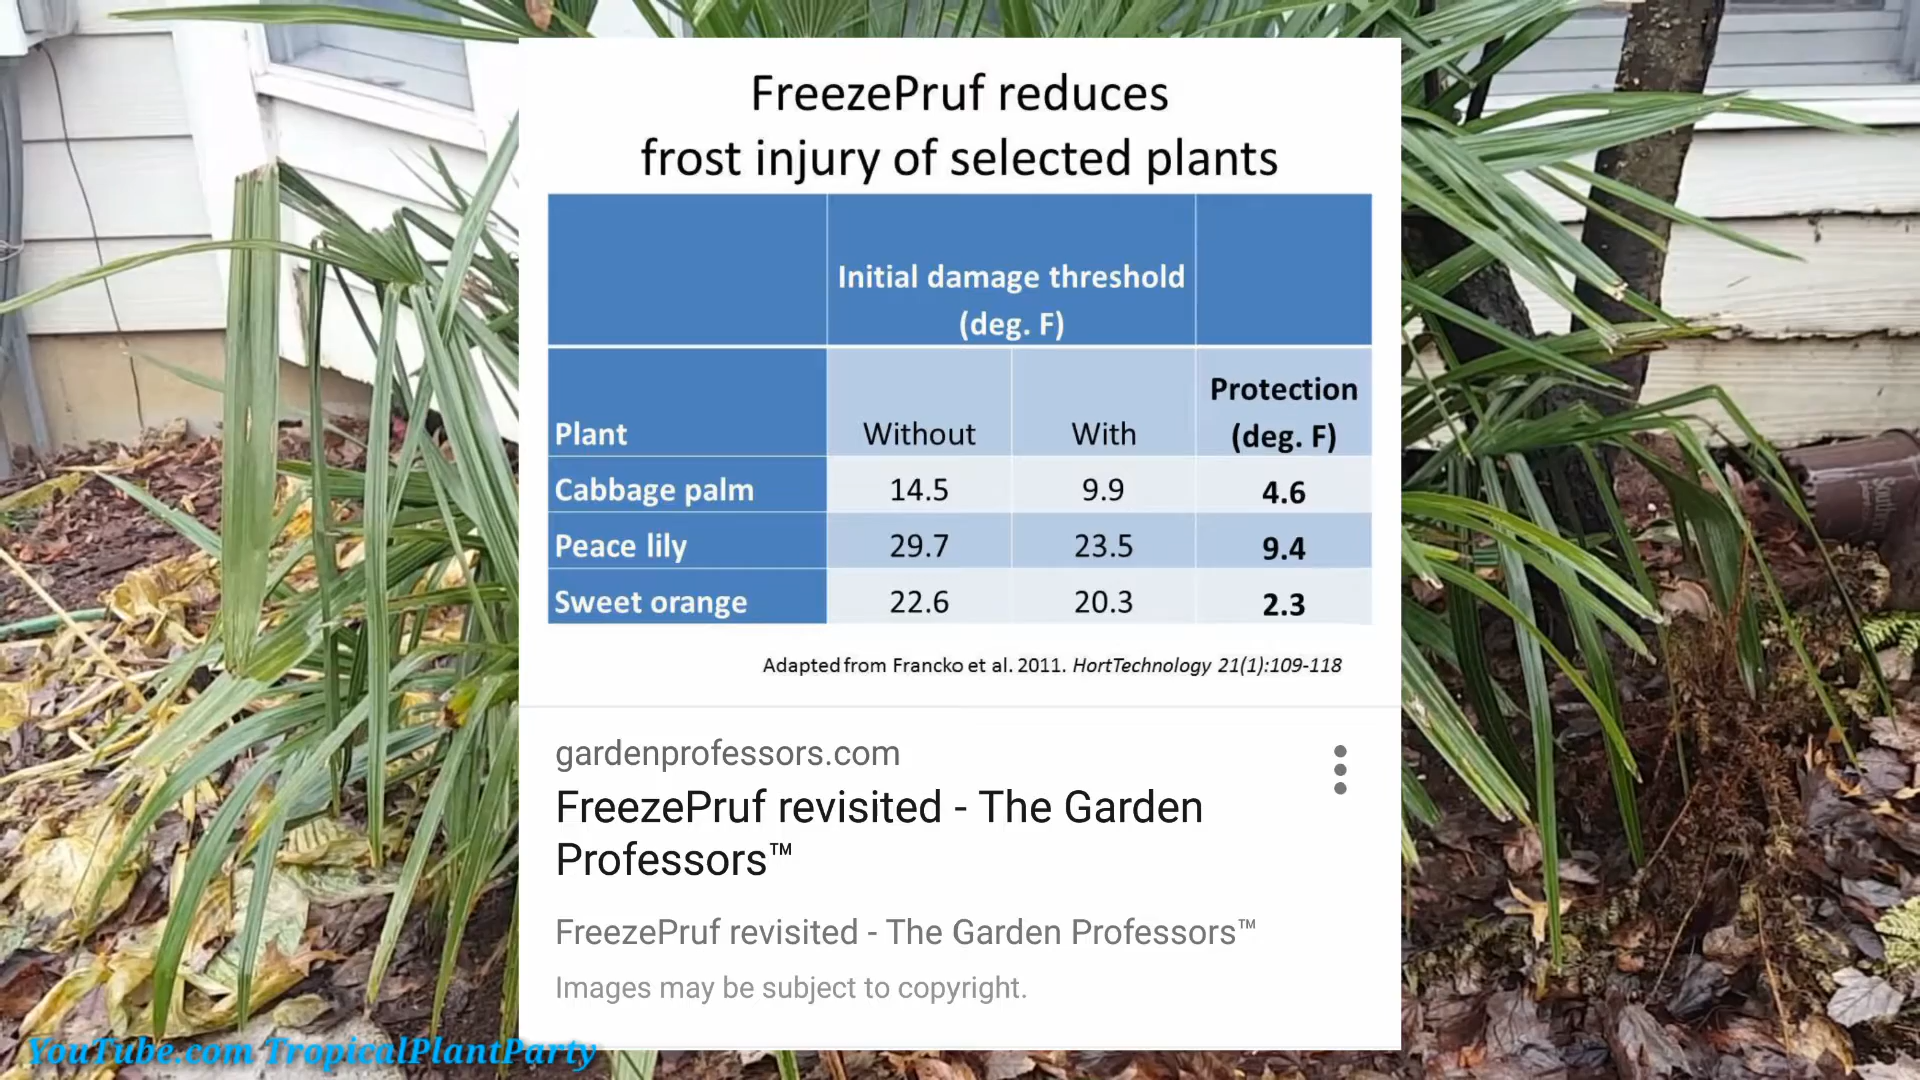 FreezePruf reduces
frost injury of selected plants
Initial damage threshold
(deg. F)
Plant Without With Protection
(deg. F)
Cabbage palm 14.5 9.9 4.6
Peace lily 29.7 23.5 9.4
Sweet orange 22.6 20.3 2.3
Adapted from Francko et al. 2011. HortTechnology 21(1):109-118
gardenprofessors.com
FreezePruf revisited - The Garden
Professors™
FreezePruf revisited - The Garden Professors™
Images may be subject to copyright.
YouTube.com TropicalPlantParty